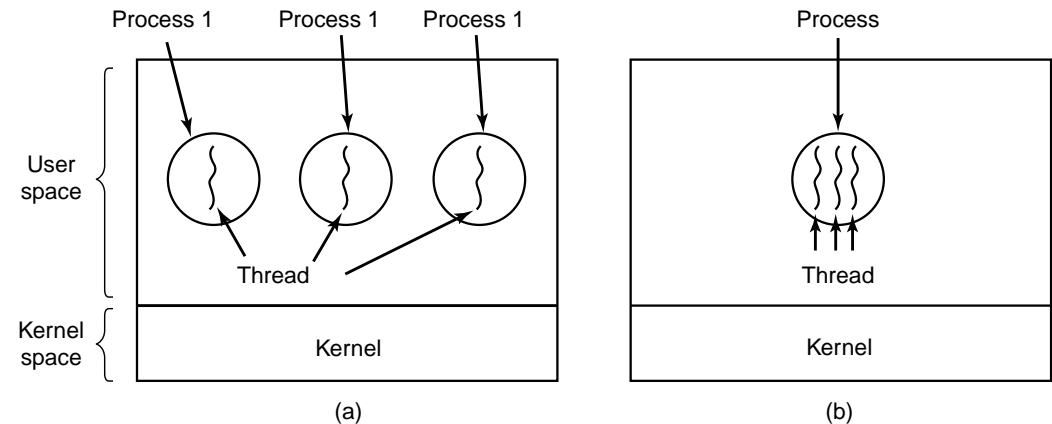 Process 1
Process 1
Process 1
Process
User
space
Thread
Thread
Kernel
space
Kernel
Kernel
(a)
(b)